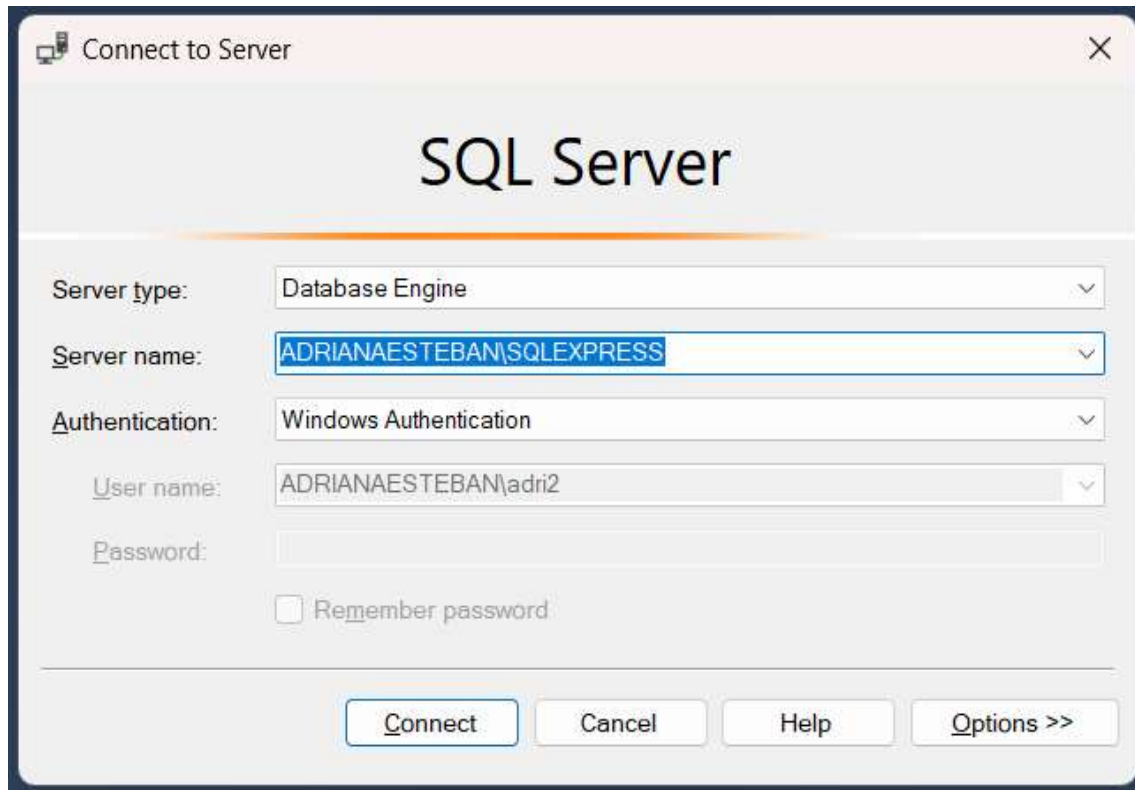 Connect to Server
SQL Server
Server type: Database Engine
Server name: ADRIANAESTEBAN\SQLEXPRESS
Authentication: Windows Authentication
User name: ADRIANAESTEBAN\adri2
Password:
Remember password
Connect Cancel Help Options >>